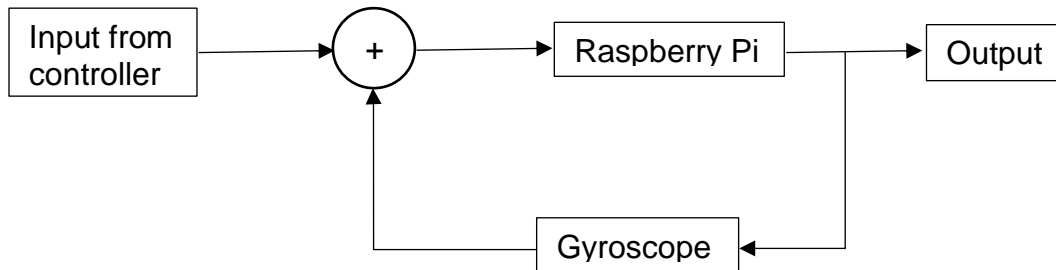 Input from
controller
+
Raspberry Pi
Output
Gyroscope